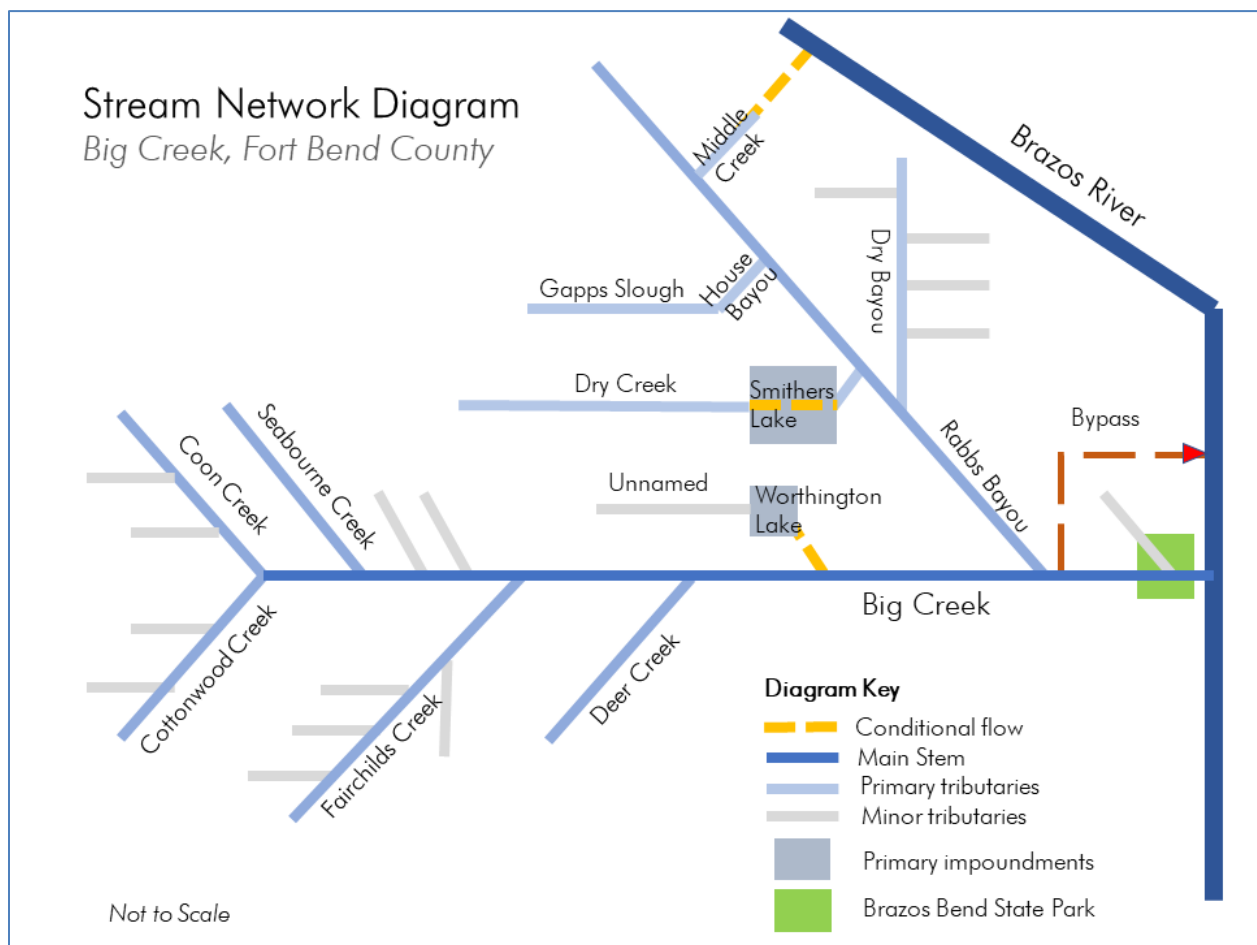 Stream Network Diagram
Big Creek, Fort Bend County
Middle
Creek
Brazos River
Dry Bayou
House
Bayou
Gapps Slough
Dry Creek
Smithers
Lake
Seabourne Creek
Coon Creek
Rabbs Bayou
Bypass
Unnamed
Worthington
Lake
Big Creek
Cottonwood Creek
Fairchilds Creek
Deer Creek
Diagram Key
Conditional flow
Main Stem
Primary tributaries
Minor tributaries
Primary impoundments
Brazos Bend State Park
Not to Scale